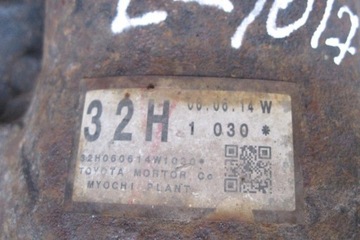 32H 06.06.14 W
1 030 *
32H060614W1030*
TOYOTA MORTOR Co
MYOCHI PLANT